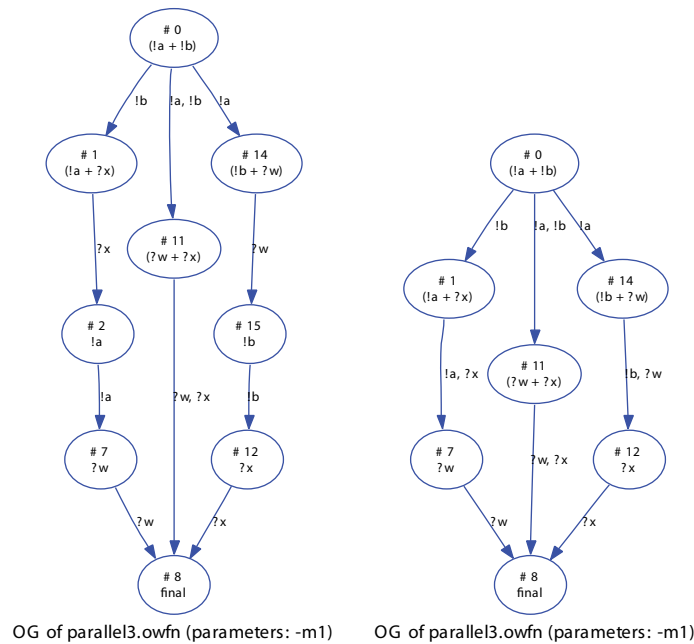 # 0
(!a + !b)
!b
!a, !b
!a
# 1
(!a + ?x)
# 14
(!b + ?w)
# 11
(?w + ?x)
?x
?w
# 2
!a
# 15
!b
!a
?w, ?x
!b
# 7
?w
# 12
?x
?w
?x
# 8
final
OG of parallel3.owfn (parameters: -m1)
# 0
(!a + !b)
!b
!a, !b
!a
# 1
(!a + ?x)
# 14
(!b + ?w)
# 11
(?w + ?x)
!a, ?x
!b, ?w
# 7
?w
?w, ?x
# 12
?x
?w
?x
# 8
final
OG of parallel3.owfn (parameters: -m1)